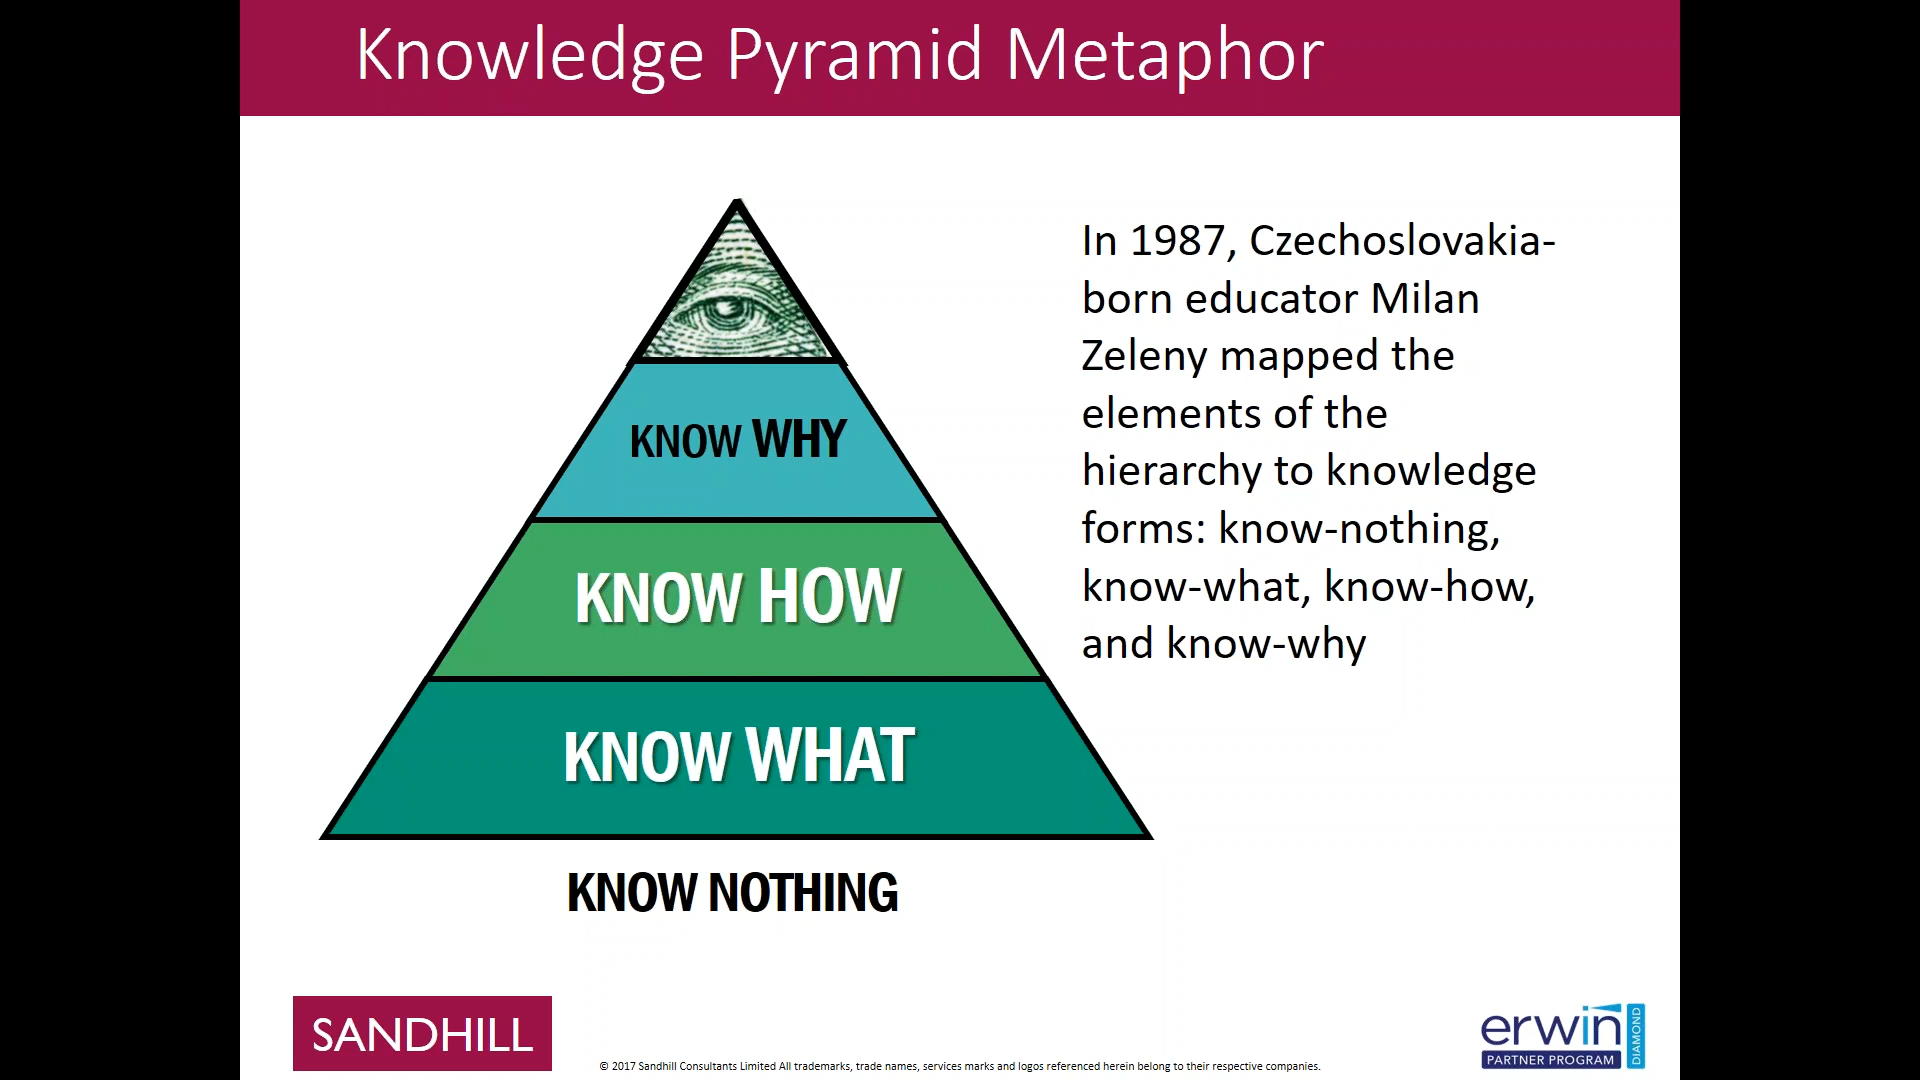 Knowledge Pyramid Metaphor
KNOW WHY
KNOW HOW
KNOW WHAT
KNOW NOTHING
In 1987, Czechoslovakia-
born educator Milan
Zeleny mapped the
elements of the
hierarchy to knowledge
forms: know-nothing,
know-what, know-how,
and know-why
SANDHILL
© 2017 Sandhill Consultants Limited All trademarks, trade names, services marks and logos referenced herein belong to their respective companies.
erwin
PARTNER PROGRAM
DIAMOND